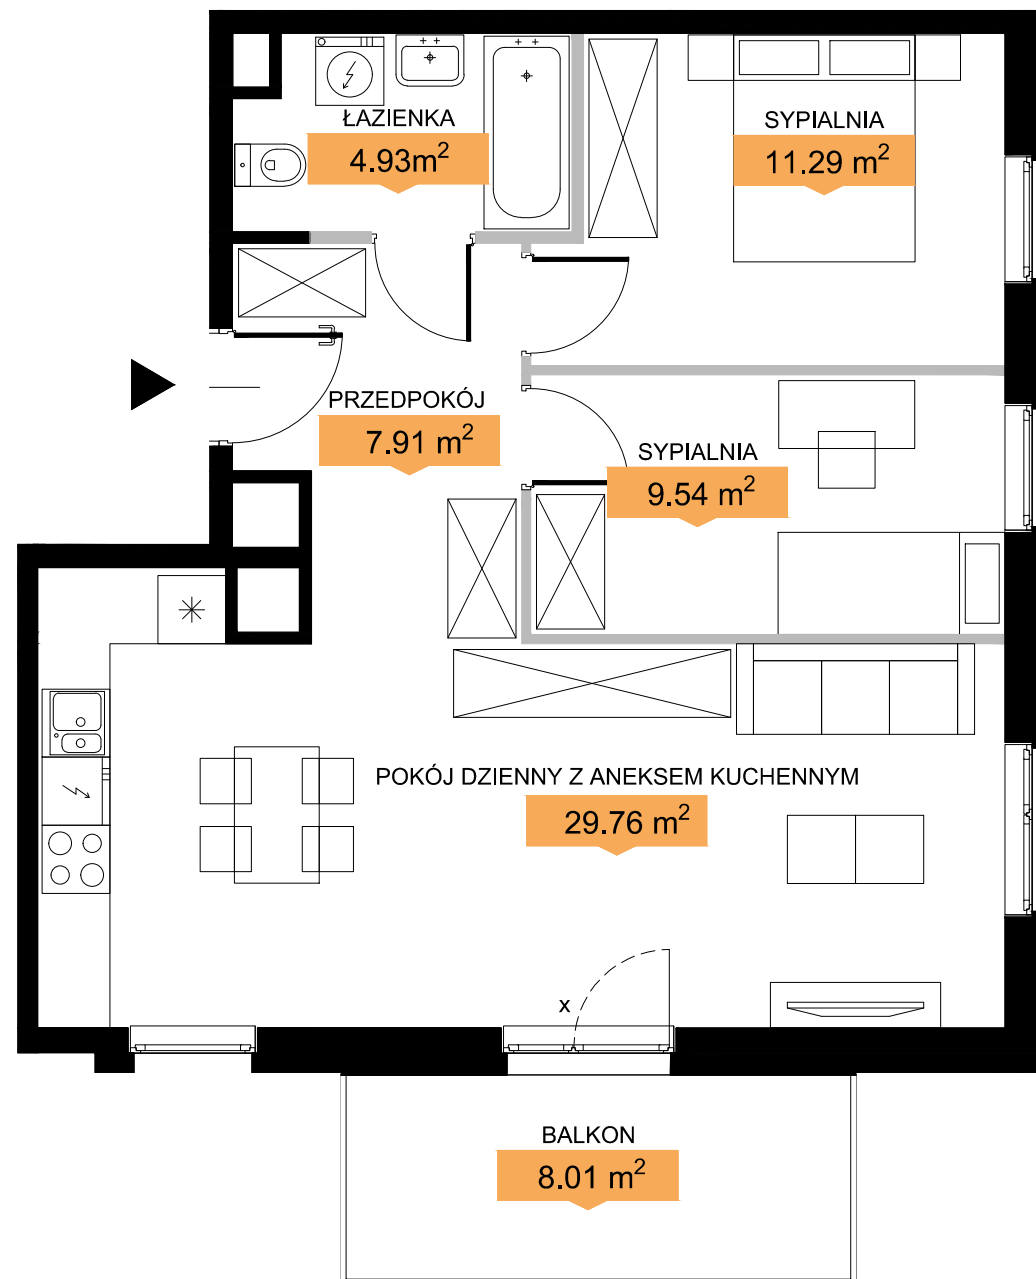 ŁAZIENKA
4.93m²
SYPIALNIA
11.29 m²
PRZEDPOKÓJ
7.91 m²
SYPIALNIA
9.54 m²
POKÓJ DZIENNY Z ANEKSEM KUCHENNYM
29.76 m²
x
BALKON
8.01 m²